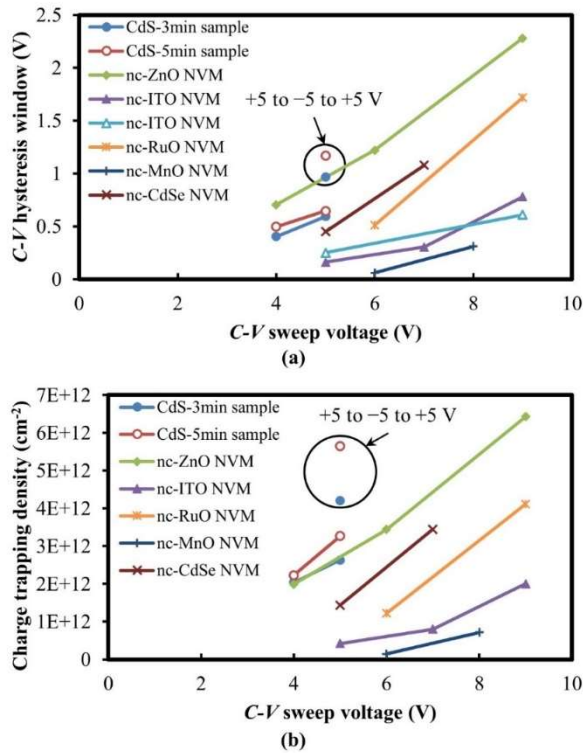 (a)
C-V hysteresis window (V)
2.5
2
1.5
1
0.5
0
CdS-3min sample
CdS-5min sample
nc-ZnO NVM
nc-ITO NVM
nc-ITO NVM
nc-RuO NVM
nc-MnO NVM
nc-CdSe NVM
+5 to −5 to +5 V
0 2 4 6 8 10
C-V sweep voltage (V)
(a)
Charge trapping density (cm-2)
7E+12
6E+12
5E+12
4E+12
3E+12
2E+12
1E+12
0
CdS-3min sample
CdS-5min sample
nc-ZnO NVM
nc-ITO NVM
nc-RuO NVM
nc-MnO NVM
nc-CdSe NVM
+5 to −5 to +5 V
0 2 4 6 8 10
C-V sweep voltage (V)
(b)